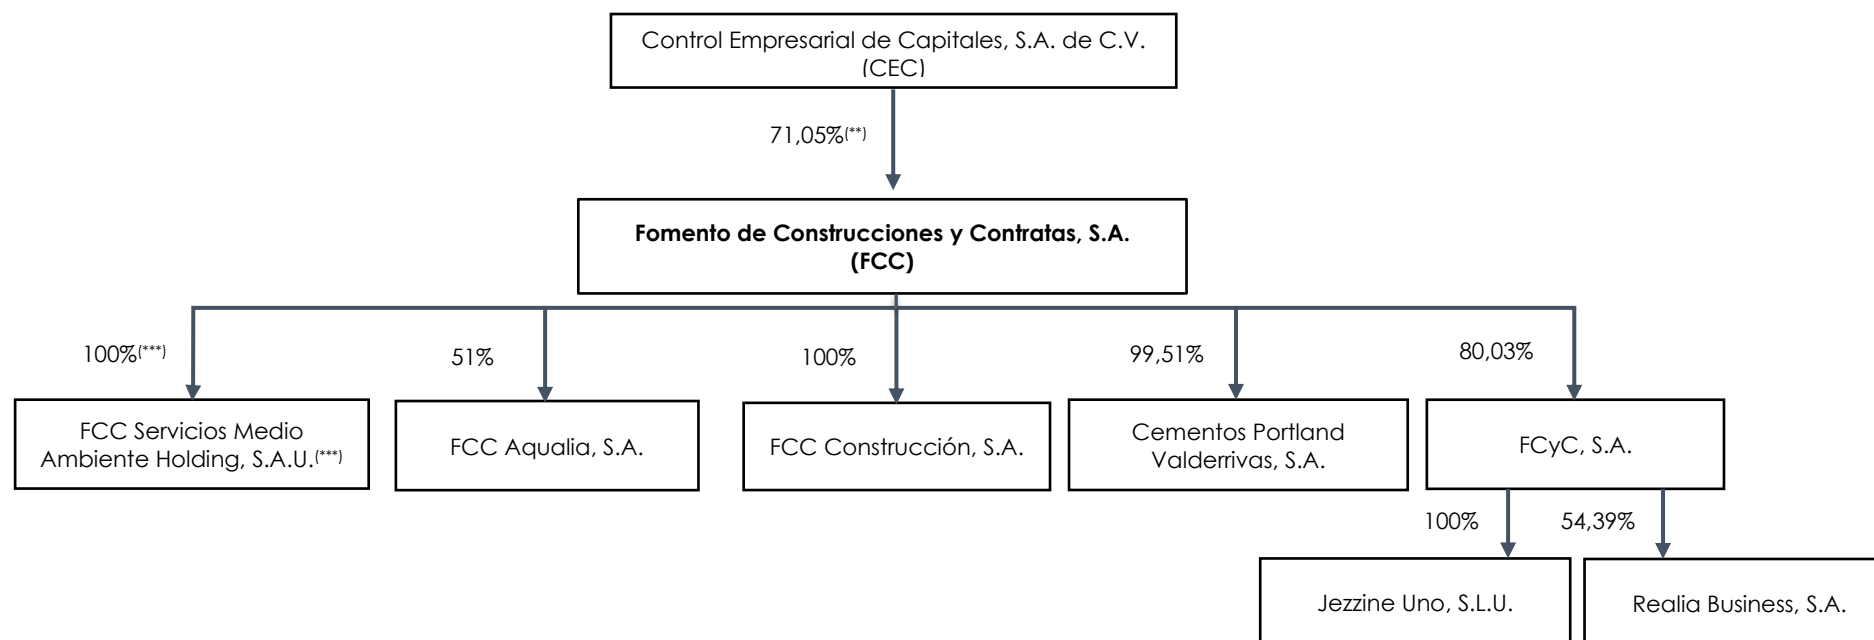 Control Empresarial de Capitales, S.A. de C.V.
(CEC)
71,05%(**)
Fomento de Construcciones y Contratas, S.A.
(FCC)
100%(***)
51%
100%
99,51%
80,03%
FCC Servicios Medio
Ambiente Holding, S.A.U.(***)
FCC Aqualia, S.A.
FCC Construcción, S.A.
Cementos Portland
Valderrivas, S.A.
FCyC, S.A.
100%
54,39%
Jezzine Uno, S.L.U.
Realia Business, S.A.